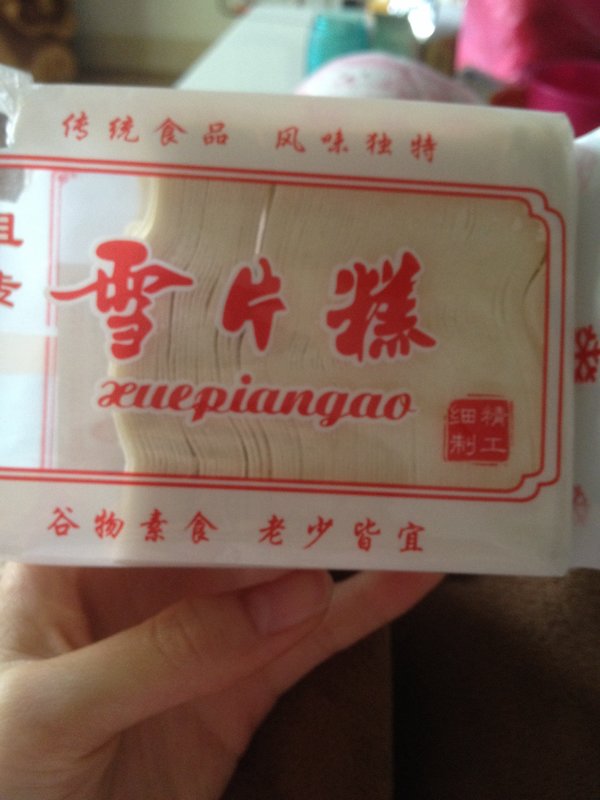 传统食品 风味独特
雪片糕
xuepiangao
精工
细制
谷物素食 老少皆宜